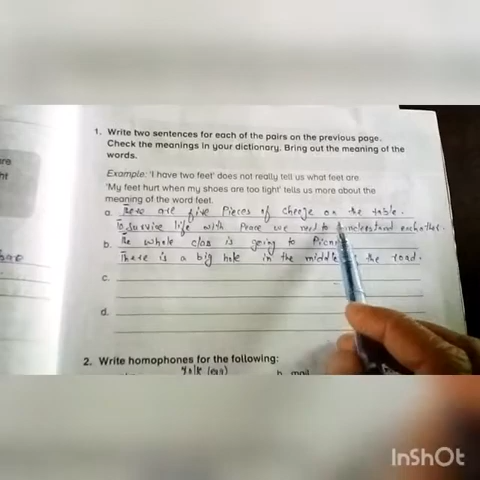 1. Write two sentences for each of the pairs on the previous page.
Check the meanings in your dictionary. Bring out the meaning of the
words.
Example: 'I have two feet' does not really tell us what feet are.
'My feet hurt when my shoes are too tight' tells us more about the
meaning of the word feet.
a. There are five Pieces of cheeze on the table.
To survive life with Peace we need to understand eachother.
b. The whole clas is going to Picnic
There is a big hole in the middle of the road.
c.
d.
2. Write homophones for the following:
yolk (egg)
b. mail
InShOt